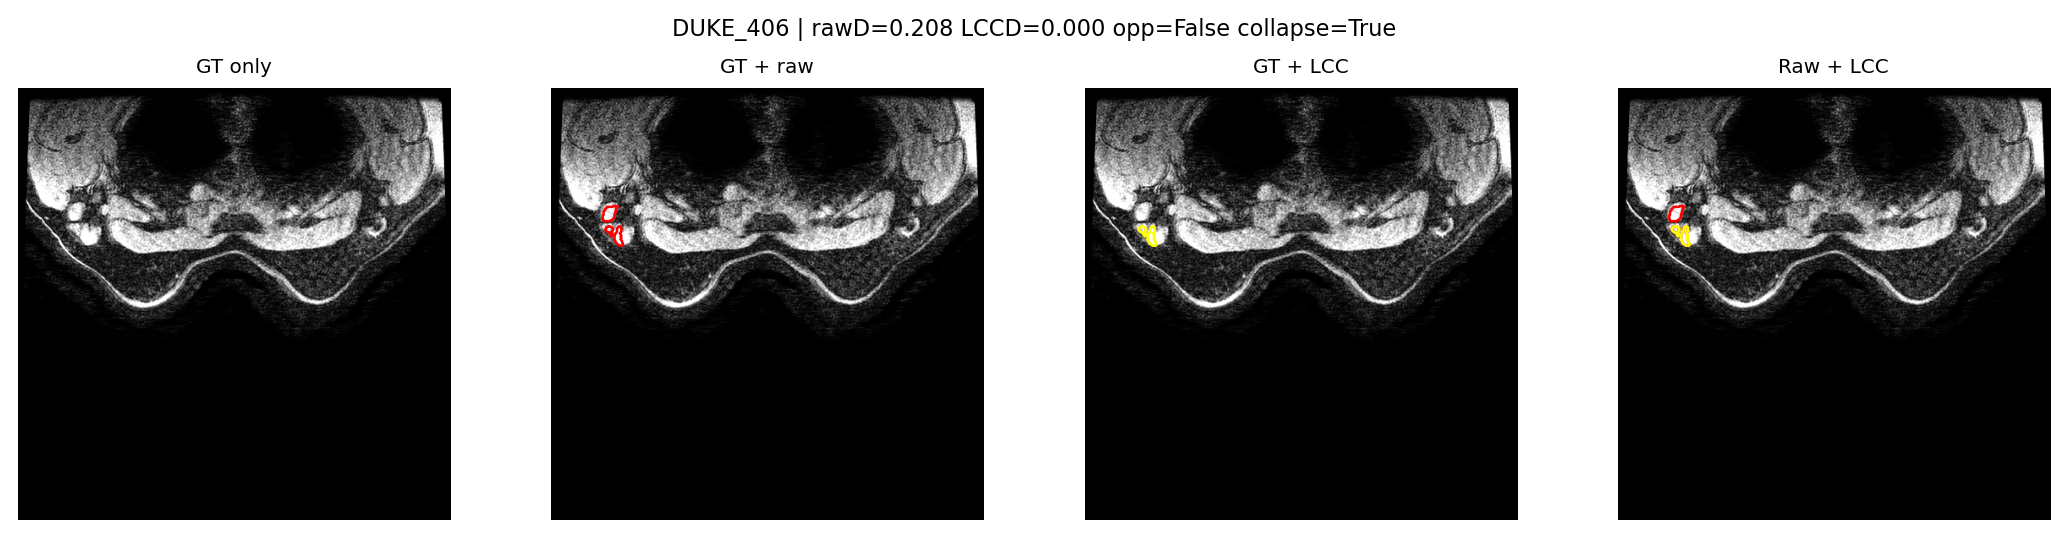 DUKE_406 | rawD=0.208 LCCD=0.000 opp=False collapse=True
GT only
GT + raw
GT + LCC
Raw + LCC